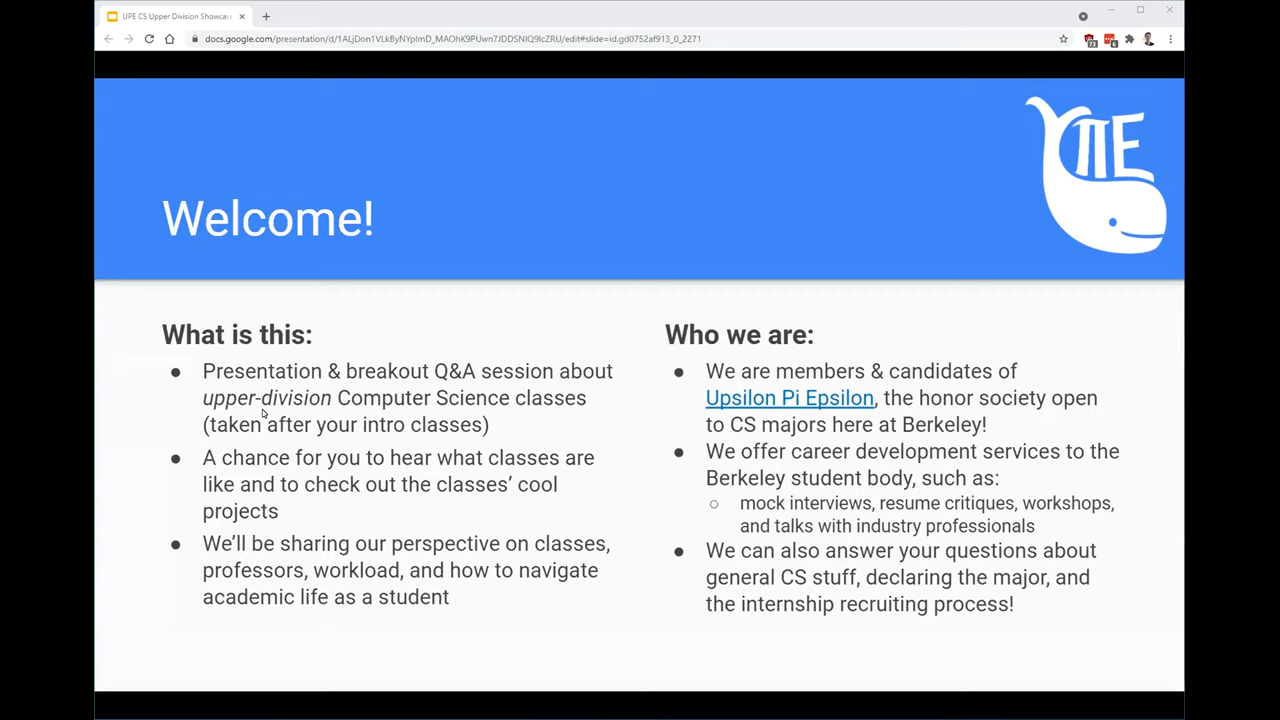 UPE CS Upper Division Showcas
docs.google.com/presentation/d/1ALjDon1VLkByNYpImD_MAOhK9PUwn7JDDSNIQ9lcZRU/edit#slide=id.gd0752af913_0_2271
ΥΠΕ
Welcome!
What is this:
● Presentation & breakout Q&A session about
upper-division Computer Science classes
(taken after your intro classes)
● A chance for you to hear what classes are
like and to check out the classes’ cool
projects
● We’ll be sharing our perspective on classes,
professors, workload, and how to navigate
academic life as a student
Who we are:
● We are members & candidates of
Upsilon Pi Epsilon, the honor society open
to CS majors here at Berkeley!
● We offer career development services to the
Berkeley student body, such as:
○ mock interviews, resume critiques, workshops,
and talks with industry professionals
● We can also answer your questions about
general CS stuff, declaring the major, and
the internship recruiting process!